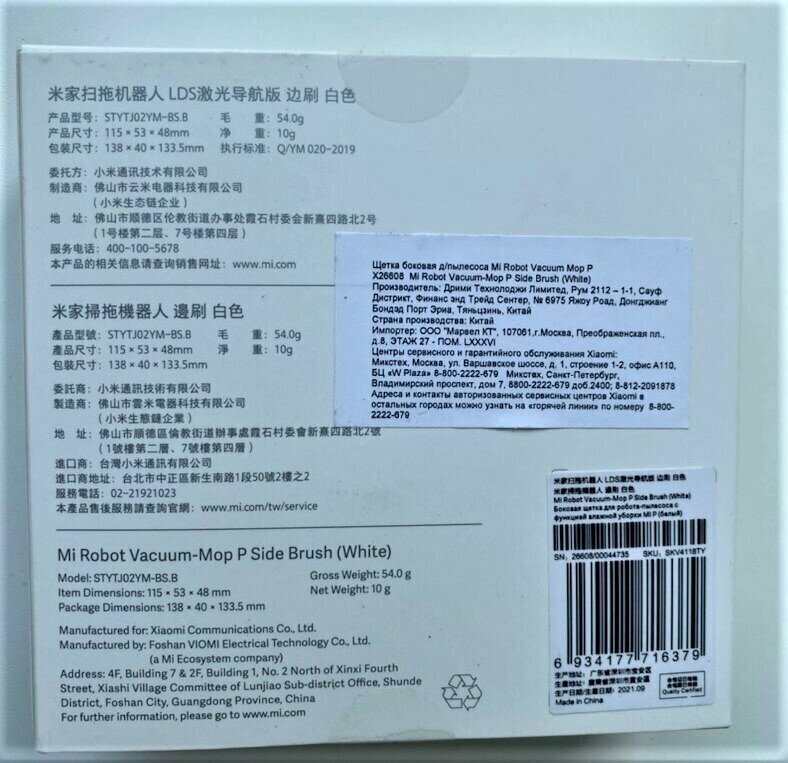 米家扫拖机器人 LDS激光导航版 边刷 白色
产品型号: STYTJ02YM-BS.B 毛 重: 54.0g
产品尺寸: 115 × 53 × 48mm 净 重: 10g
包装尺寸: 138 × 40 × 133.5mm 执行标准: Q/YM 020-2019
委托方: 小米通讯技术有限公司
制造商: 佛山市云米电器科技有限公司
(小米生态链企业)
地 址: 佛山市顺德区伦教街道办事处霞石村委会新熹四路北2号
(1号楼第二层、7号楼第四层)
服务电话: 400-100-5678
本产品的相关信息请查询销售网址: www.mi.com
米家掃拖機器人 邊刷 白色
產品型號: STYTJ02YM-BS.B 毛 重: 54.0g
產品尺寸: 115 × 53 × 48mm 淨 重: 10g
包裝尺寸: 138 × 40 × 133.5mm
委託商: 小米通訊技術有限公司
製造商: 佛山市雲米電器科技有限公司
(小米生態鏈企業)
地 址: 佛山市順德區倫教街道辦事處霞石村委會新熹四路北2號
(1號樓第二層、7號樓第四層)
進口商: 台灣小米通訊有限公司
進口商地址: 台北市中正區新生南路1段50號2樓之2
服務電話: 02-21921023
本產品售後服務請查詢官網: www.mi.com/tw/service
Mi Robot Vacuum-Mop P Side Brush (White)
Model: STYTJ02YM-BS.B Gross Weight: 54.0 g
Item Dimensions: 115 × 53 × 48 mm Net Weight: 10 g
Package Dimensions: 138 × 40 × 133.5 mm
Manufactured for: Xiaomi Communications Co., Ltd.
Manufactured by: Foshan VIOMI Electrical Technology Co., Ltd.
(a Mi Ecosystem company)
Address: 4F, Building 7 & 2F, Building 1, No. 2 North of Xinxi Fourth
Street, Xiashi Village Committee of Lunjiao Sub-district Office, Shunde
District, Foshan City, Guangdong Province, China
For further information, please go to www.mi.com
Щетка боковая д/пылесоса Mi Robot Vacuum Mop P
X26608 Mi Robot Vacuum-Mop P Side Brush (White)
Производитель: Дрими Технолоджи Лимитед, Рум 2112 – 1-1, Сауф
Дистрикт, Финанс энд Трейд Сентер, № 6975 Яжоу Роад, Донгджианг
Бондэд Порт Эриа, Тяньцзинь, Китай
Страна производства: Китай
Импортер: ООО "Марвел КТ", 107061,г.Москва, Преображенская пл.,
д.8, ЭТАЖ 27 - ПОМ. LXXXVI
Центры сервисного и гарантийного обслуживания Xiaomi:
Микстех, Москва, ул. Варшавское шоссе, д. 1, строение 1-2, офис А110,
БЦ «W Plaza» 8-800-2222-679 Микстех, Санкт-Петербург,
Владимирский проспект, дом 7, 8800-2222-679 доб.2400; 8-812-2091878
Адреса и контакты авторизованных сервисных центров Xiaomi в
остальных городах можно узнать на «горячей линии» по номеру 8-800-
2222-679
米家扫拖机器人 LDS激光导航版 边刷 白色
米家掃拖機器人 邊刷 白色
Mi Robot Vacuum-Mop P Side Brush (White)
Боковая щетка для робота-пылесоса с
функцией влажной уборки Mi P (белый)
SN: 26608/00044735 SKU: SKV4118TY
6 934177 716379
生产地址: 广东省深圳市宝安区
生產地址: 廣東省深圳市寶安區
生产日期/生產日期: 2021.09
Made in China
Quality Certified